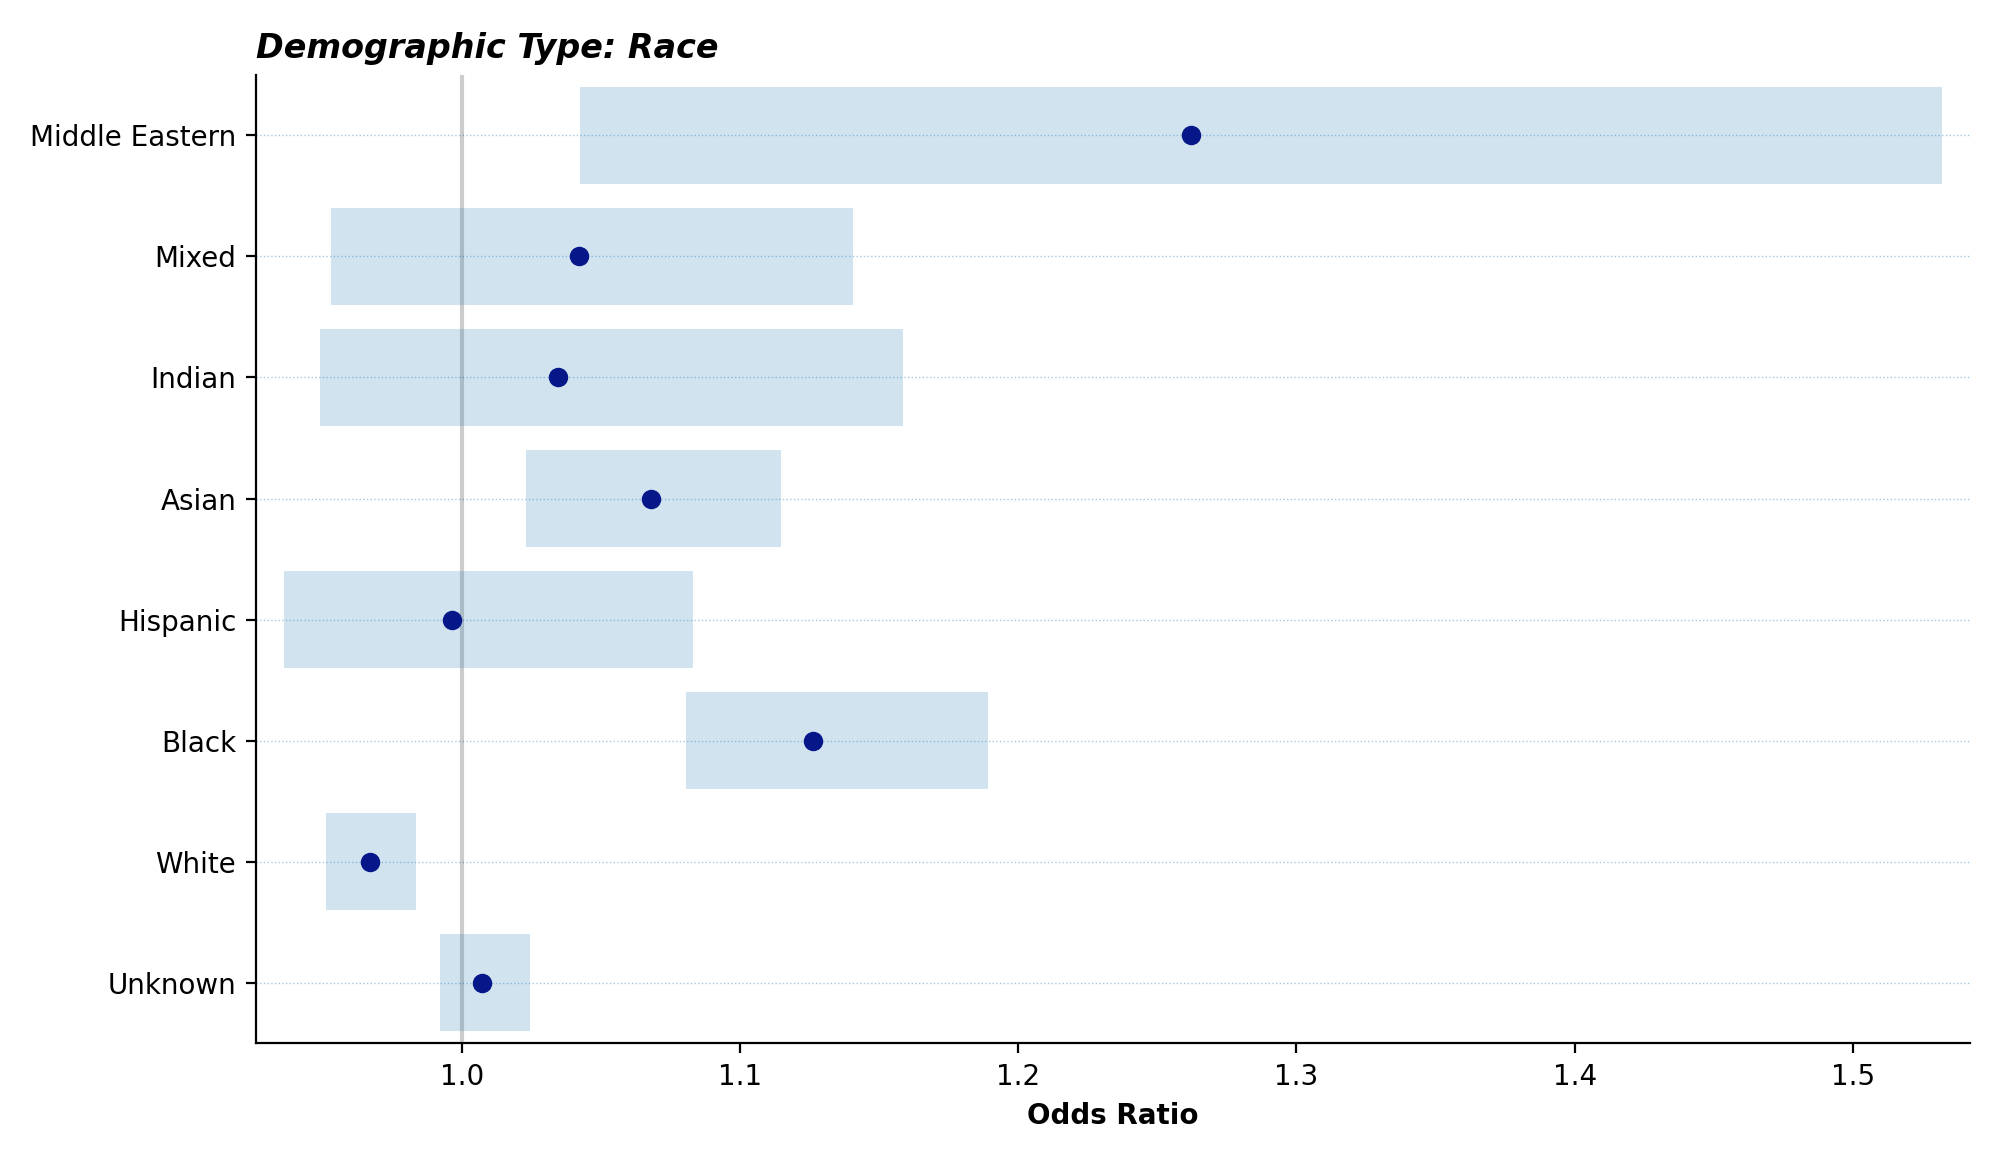 Demographic Type: Race
Middle Eastern
Mixed
Indian
Asian
Hispanic
Black
White
Unknown
1.0 1.1 1.2 1.3 1.4 1.5
Odds Ratio